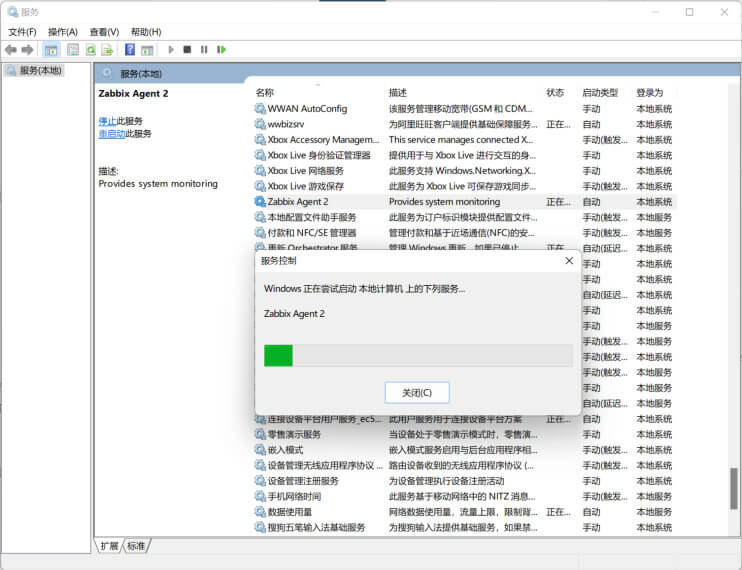 服务
文件(F) 操作(A) 查看(V) 帮助(H)
服务(本地)
服务(本地)
Zabbix Agent 2
停止此服务
重启动此服务
描述:
Provides system monitoring
名称 描述 状态 启动类型 登录为
WWAN AutoConfig 该服务管理移动宽带(GSM 和 CDM... 手动 本地系统
wwbizsrv 为阿里旺旺客户端提供基础保障服务... 正在... 自动 本地系统
Xbox Accessory Managem... This service manages connected X... 手动(触发... 本地系统
Xbox Live 身份验证管理器 提供用于与 Xbox Live 进行交互的身... 手动 本地系统
Xbox Live 网络服务 此服务支持 Windows.Networking.X... 手动 本地系统
Xbox Live 游戏保存 此服务为 Xbox Live 可保存游戏同步... 手动(触发... 本地系统
Zabbix Agent 2 Provides system monitoring 正在... 自动 本地系统
本地配置文件助手服务 此服务为订户标识模块提供配置文件... 手动(触发... 本地服务
付款和 NFC/SE 管理器 管理付款和基于近场通信(NFC)的安... 手动(触发... 本地服务
更新 Orchestrator 服务 管理 Windows 更新。如果已停止... 正在... 自动(延迟... 本地系统
手动 本地系统
手动 本地系统
自动(延迟... 本地系统
手动 本地服务
手动(触发... 本地服务
手动(触发... 本地系统
手动(触发... 本地服务
手动 本地服务
自动(延迟... 本地服务
服务控制
Windows 正在尝试启动 本地计算机 上的下列服务...
Zabbix Agent 2
关闭(C)
连接设备平台用户服务_ec5... 此用户服务用于连接设备平台方案 正在... 自动 本地系统
零售演示服务 当设备处于零售演示模式时，零售演... 手动 本地系统
嵌入模式 嵌入模式服务启用与后台应用程序相... 手动(触发... 本地系统
设备管理无线应用程序协议 ... 路由设备收到的无线应用程序协议 (... 手动(触发... 本地系统
设备管理注册服务 为设备管理执行设备注册活动 手动 本地系统
手机网络时间 此服务基于移动网络中的 NITZ 消息... 手动(触发... 本地服务
数据使用量 网络数据使用量，流量上限，限制背... 正在... 自动 本地服务
搜狗五笔输入法基础服务 为搜狗输入法提供基础服务，如果禁... 手动 本地系统
扩展 标准